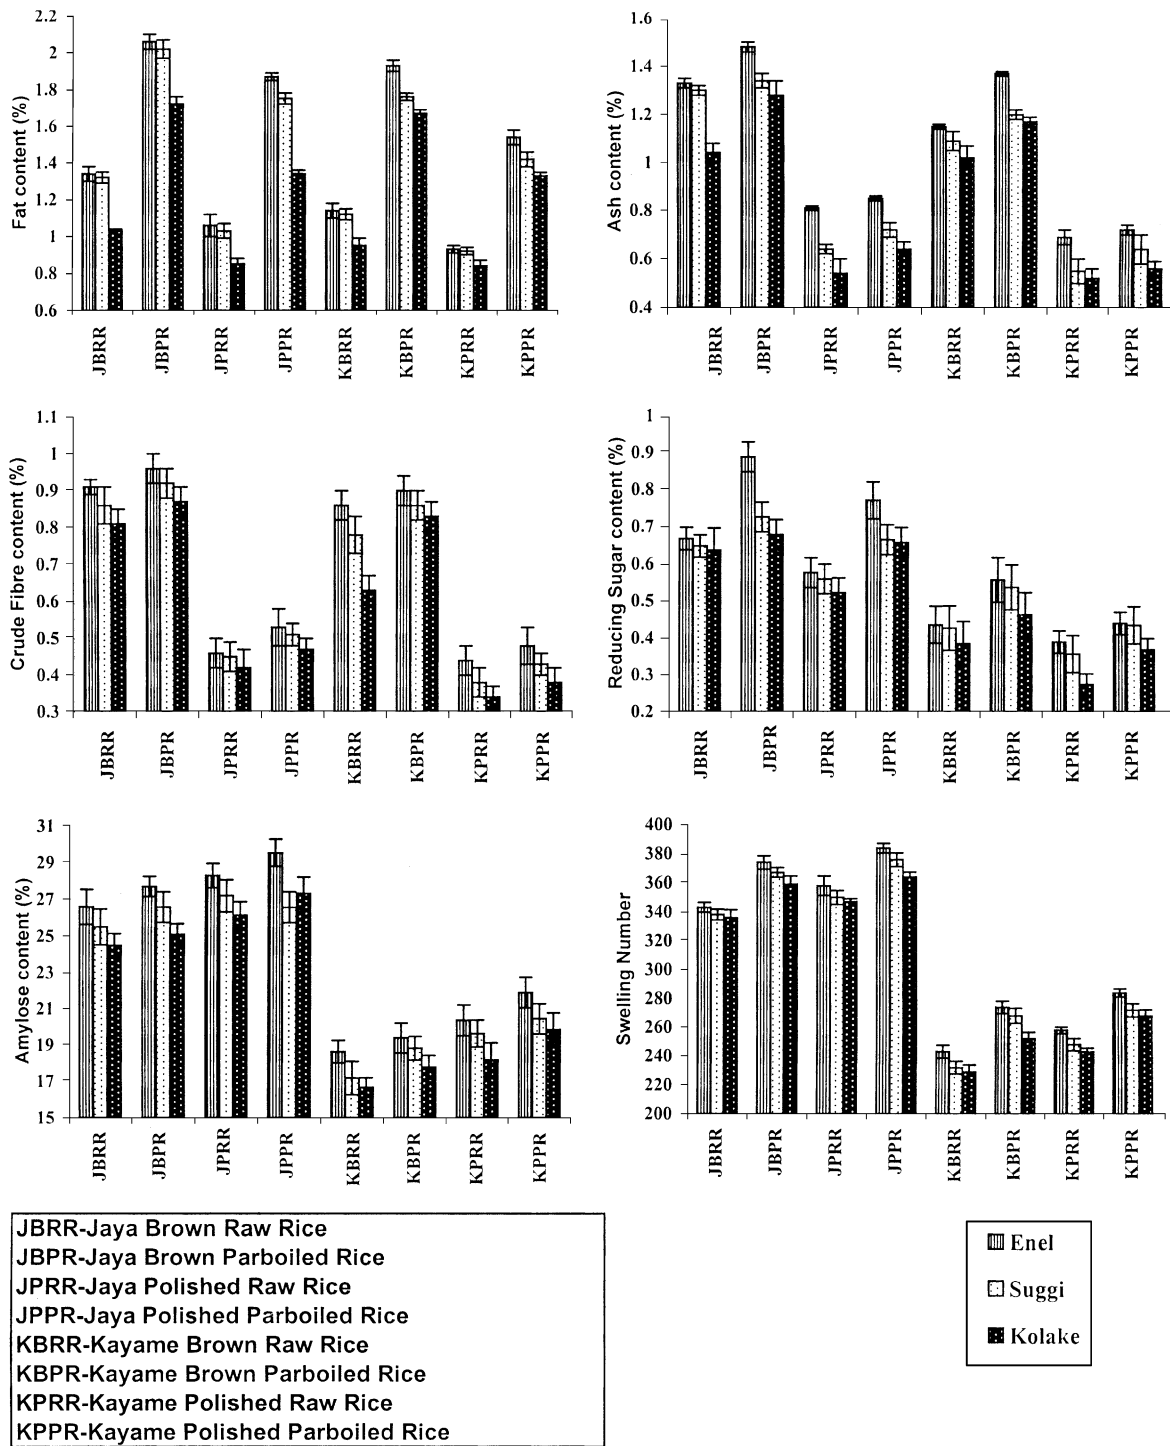 Fat content (%)
2.2
2
1.8
1.6
1.4
1.2
1
0.8
0.6
JBRR
JBPR
JPRR
JPPR
KBRR
KBPR
KPRR
KPPR
Ash content (%)
1.6
1.4
1.2
1
0.8
0.6
0.4
JBRR
JBPR
JPRR
JPPR
KBRR
KBPR
KPRR
KPPR
Crude Fibre content (%)
1.1
1
0.9
0.8
0.7
0.6
0.5
0.4
0.3
JBRR
JBPR
JPRR
JPPR
KBRR
KBPR
KPRR
KPPR
Reducing Sugar content (%)
1
0.9
0.8
0.7
0.6
0.5
0.4
0.3
0.2
JBRR
JBPR
JPRR
JPPR
KBRR
KBPR
KPRR
KPPR
Amylose content (%)
31
29
27
25
23
21
19
17
15
JBRR
JBPR
JPRR
JPPR
KBRR
KBPR
KPRR
KPPR
Swelling Number
400
380
360
340
320
300
280
260
240
220
200
JBRR
JBPR
JPRR
JPPR
KBRR
KBPR
KPRR
KPPR
JBRR-Jaya Brown Raw Rice
JBPR-Jaya Brown Parboiled Rice
JPRR-Jaya Polished Raw Rice
JPPR-Jaya Polished Parboiled Rice
KBRR-Kayame Brown Raw Rice
KBPR-Kayame Brown Parboiled Rice
KPRR-Kayame Polished Raw Rice
KPPR-Kayame Polished Parboiled Rice
Enel
Suggi
Kolake